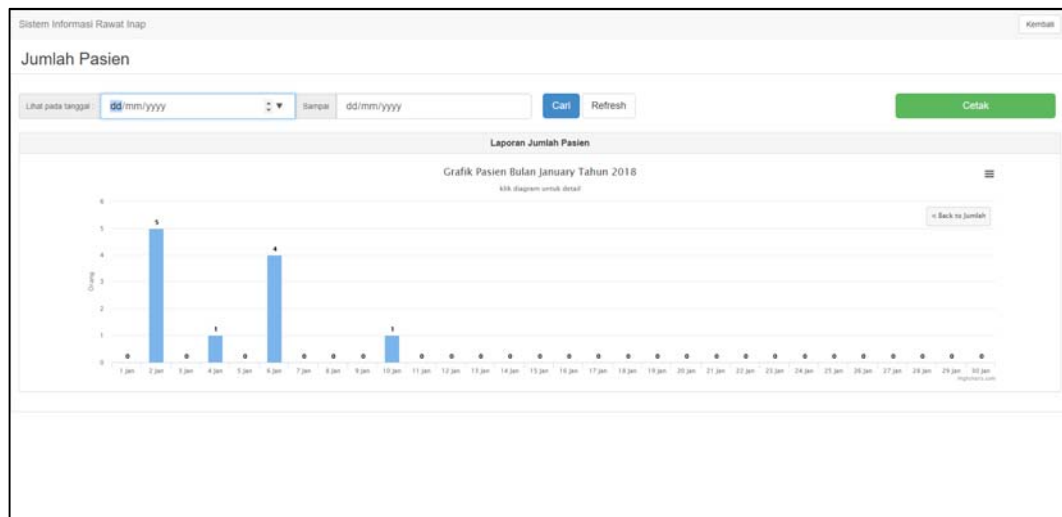 Sistem Informasi Rawat Inap Kembali
Jumlah Pasien
Lihat pada tanggal : dd/mm/yyyy Sampai dd/mm/yyyy Cari Refresh Cetak
Laporan Jumlah Pasien
Grafik Pasien Bulan January Tahun 2018
klik diagram untuk detail
< Back to Jumlah
6
5
4
3
2
1
0
Orang
0 5 0 1 0 4 0 0 0 1 0 0 0 0 0 0 0 0 0 0 0 0 0 0 0 0 0 0 0 0
1 Jan 2 Jan 3 Jan 4 Jan 5 Jan 6 Jan 7 Jan 8 Jan 9 Jan 10 Jan 11 Jan 12 Jan 13 Jan 14 Jan 15 Jan 16 Jan 17 Jan 18 Jan 19 Jan 20 Jan 21 Jan 22 Jan 23 Jan 24 Jan 25 Jan 26 Jan 27 Jan 28 Jan 29 Jan 30 Jan
Highcharts.com